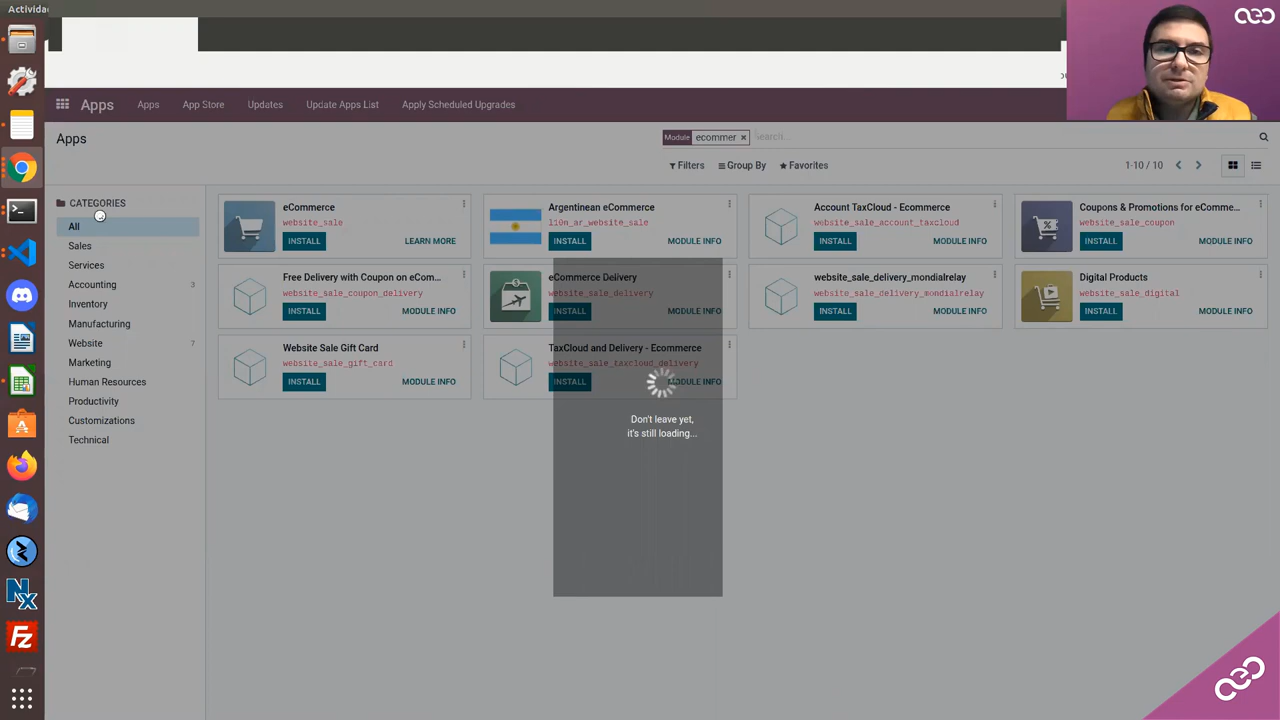 Activida
Apps
Apps
App Store
Updates
Update Apps List
Apply Scheduled Upgrades
Apps
Module ecommer ×
Search...
Filters
Group By
Favorites
1-10 / 10
CATEGORIES
All
Sales
Services
Accounting 3
Inventory
Manufacturing
Website 7
Marketing
Human Resources
Productivity
Customizations
Technical
eCommerce
website_sale
INSTALL
LEARN MORE
Argentinean eCommerce
l10n_ar_website_sale
INSTALL
MODULE INFO
Account TaxCloud - Ecommerce
website_sale_account_taxcloud
INSTALL
MODULE INFO
Coupons & Promotions for eComme...
website_sale_coupon
INSTALL
MODULE INFO
Free Delivery with Coupon on eCom...
website_sale_coupon_delivery
INSTALL
MODULE INFO
eCommerce Delivery
website_sale_delivery
INSTALL
MODULE INFO
website_sale_delivery_mondialrelay
website_sale_delivery_mondialrelay
INSTALL
MODULE INFO
Digital Products
website_sale_digital
INSTALL
MODULE INFO
Website Sale Gift Card
website_sale_gift_card
INSTALL
MODULE INFO
TaxCloud and Delivery - Ecommerce
website_sale_taxcloud_delivery
INSTALL
MODULE INFO
Don't leave yet,
it's still loading...